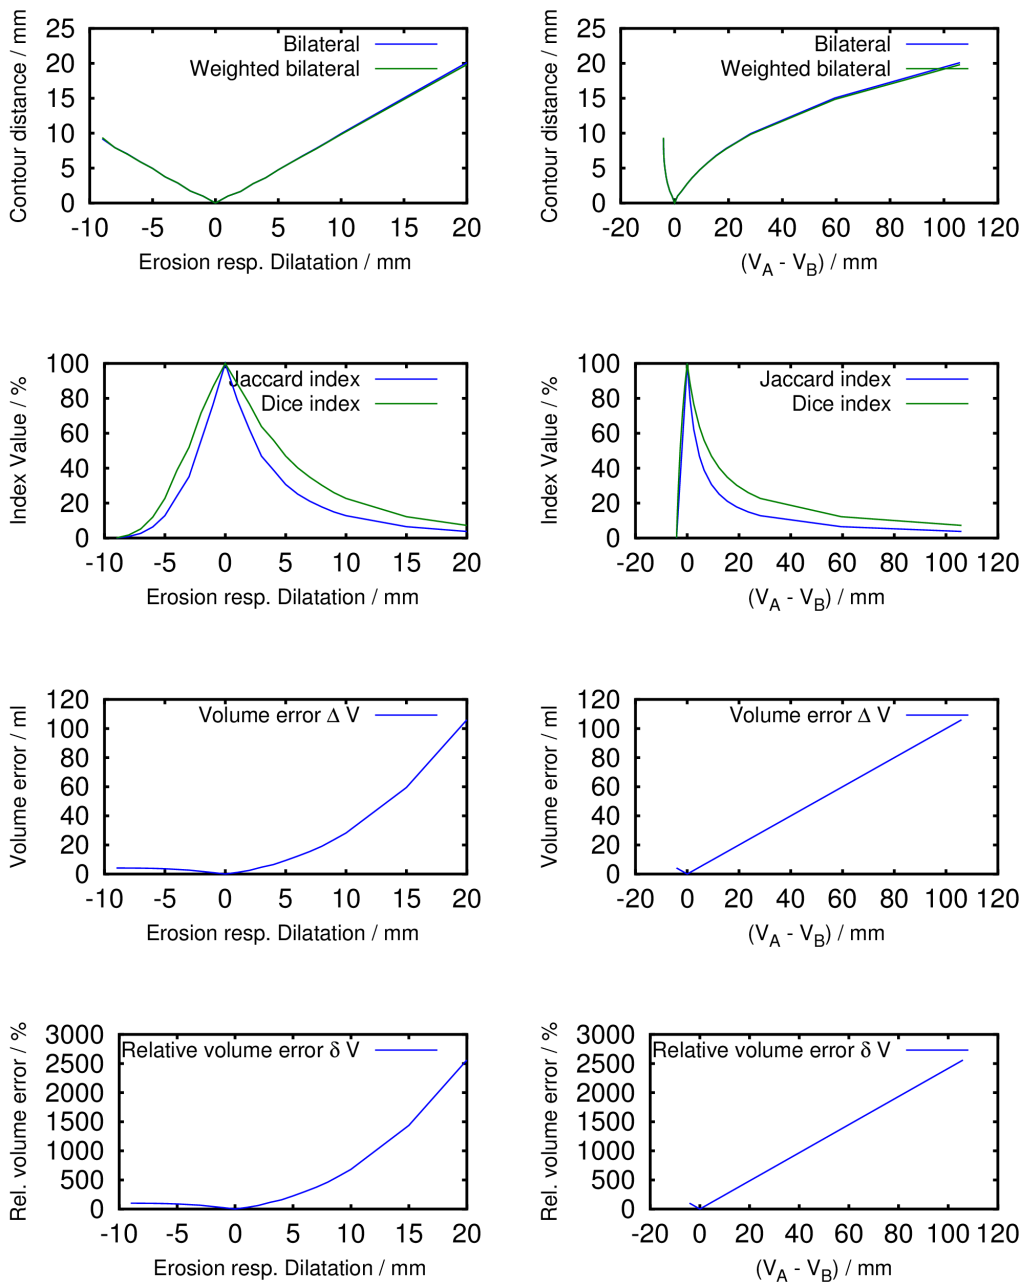 Contour distance / mm
25
20
15
10
5
0
Bilateral
Weighted bilateral
-10 -5 0 5 10 15 20
Erosion resp. Dilatation / mm
Contour distance / mm
25
20
15
10
5
0
Bilateral
Weighted bilateral
-20 0 20 40 60 80 100 120
(V_A - V_B) / mm
Index Value / %
100
80
60
40
20
0
Jaccard index
Dice index
-10 -5 0 5 10 15 20
Erosion resp. Dilatation / mm
Index Value / %
100
80
60
40
20
0
Jaccard index
Dice index
-20 0 20 40 60 80 100 120
(V_A - V_B) / mm
Volume error / ml
120
100
80
60
40
20
0
Volume error Δ V
-10 -5 0 5 10 15 20
Erosion resp. Dilatation / mm
Volume error / ml
120
100
80
60
40
20
0
Volume error Δ V
-20 0 20 40 60 80 100 120
(V_A - V_B) / mm
Rel. volume error / %
3000
2500
2000
1500
1000
500
0
Relative volume error δ V
-10 -5 0 5 10 15 20
Erosion resp. Dilatation / mm
Rel. volume error / %
3000
2500
2000
1500
1000
500
0
Relative volume error δ V
-20 0 20 40 60 80 100 120
(V_A - V_B) / mm